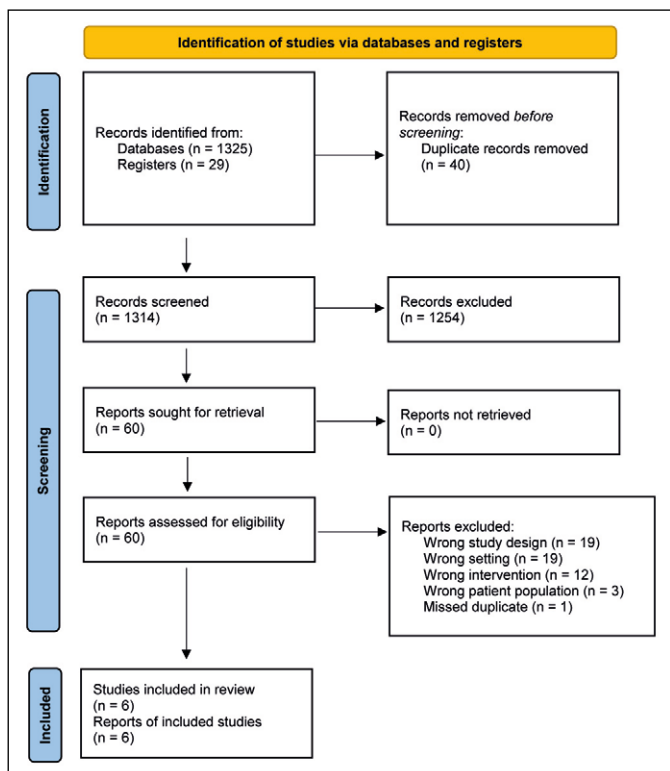 Identification of studies via databases and registers
Identification
Records identified from:
Databases (n = 1325)
Registers (n = 29)
Records removed before
screening:
Duplicate records removed
(n = 40)
Screening
Records screened
(n = 1314)
Records excluded
(n = 1254)
Reports sought for retrieval
(n = 60)
Reports not retrieved
(n = 0)
Reports assessed for eligibility
(n = 60)
Reports excluded:
Wrong study design (n = 19)
Wrong setting (n = 19)
Wrong intervention (n = 12)
Wrong patient population (n = 3)
Missed duplicate (n = 1)
Included
Studies included in review
(n = 6)
Reports of included studies
(n = 6)